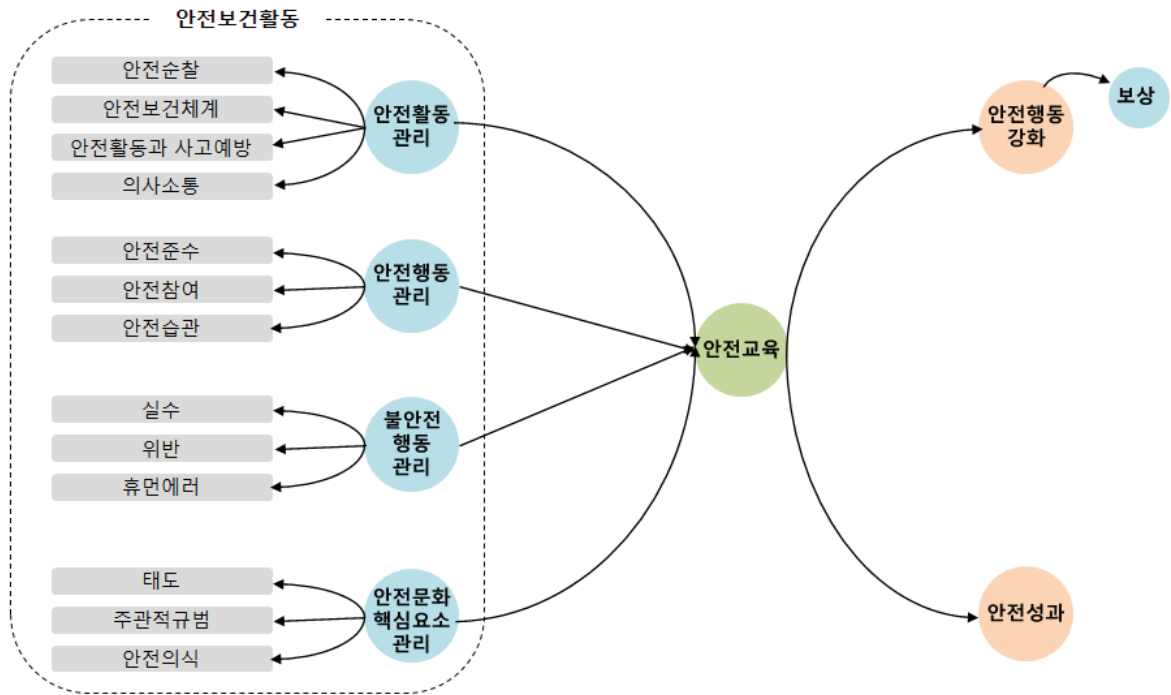 안전보건활동
안전순찰
안전보건체계
안전활동과 사고예방
의사소통
안전활동
관리
안전준수
안전참여
안전습관
안전행동
관리
실수
위반
휴먼에러
불안전
행동
관리
태도
주관적규범
안전의식
안전문화
핵심요소
관리
안전교육
안전행동
강화
보상
안전성과